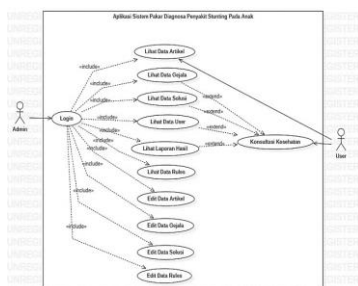 Aplikasi Sistem Pakar Diagnosa Penyakit Stunting Pada Anak
Lihat Data Artikel
«include»
Lihat Data Gejala
«include»
«include»
Lihat Data Solusi
«extend»
«include»
«extend»
Admin
Login
Lihat Data User
«extend»
Konsultasi Kesehatan
User
«include»
«include»
Lihat Laporan Hasil
«extend»
«include»
Lihat Data Rules
«include»
Edit Data Artikel
«include»
Edit Data Gejala
«include»
Edit Data Solusi
«include»
Edit Data Rules